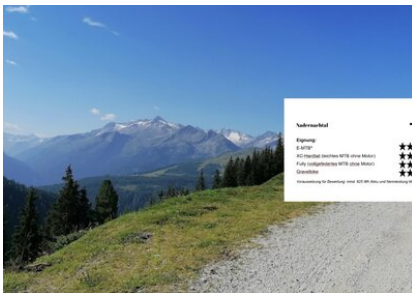 Nadernachtal
Eignung:
E-MTB*
XC-Hardtail (leichtes MTB ohne Motor)
Fully (vollgefedertes MTB ohne Motor)
Gravelbike